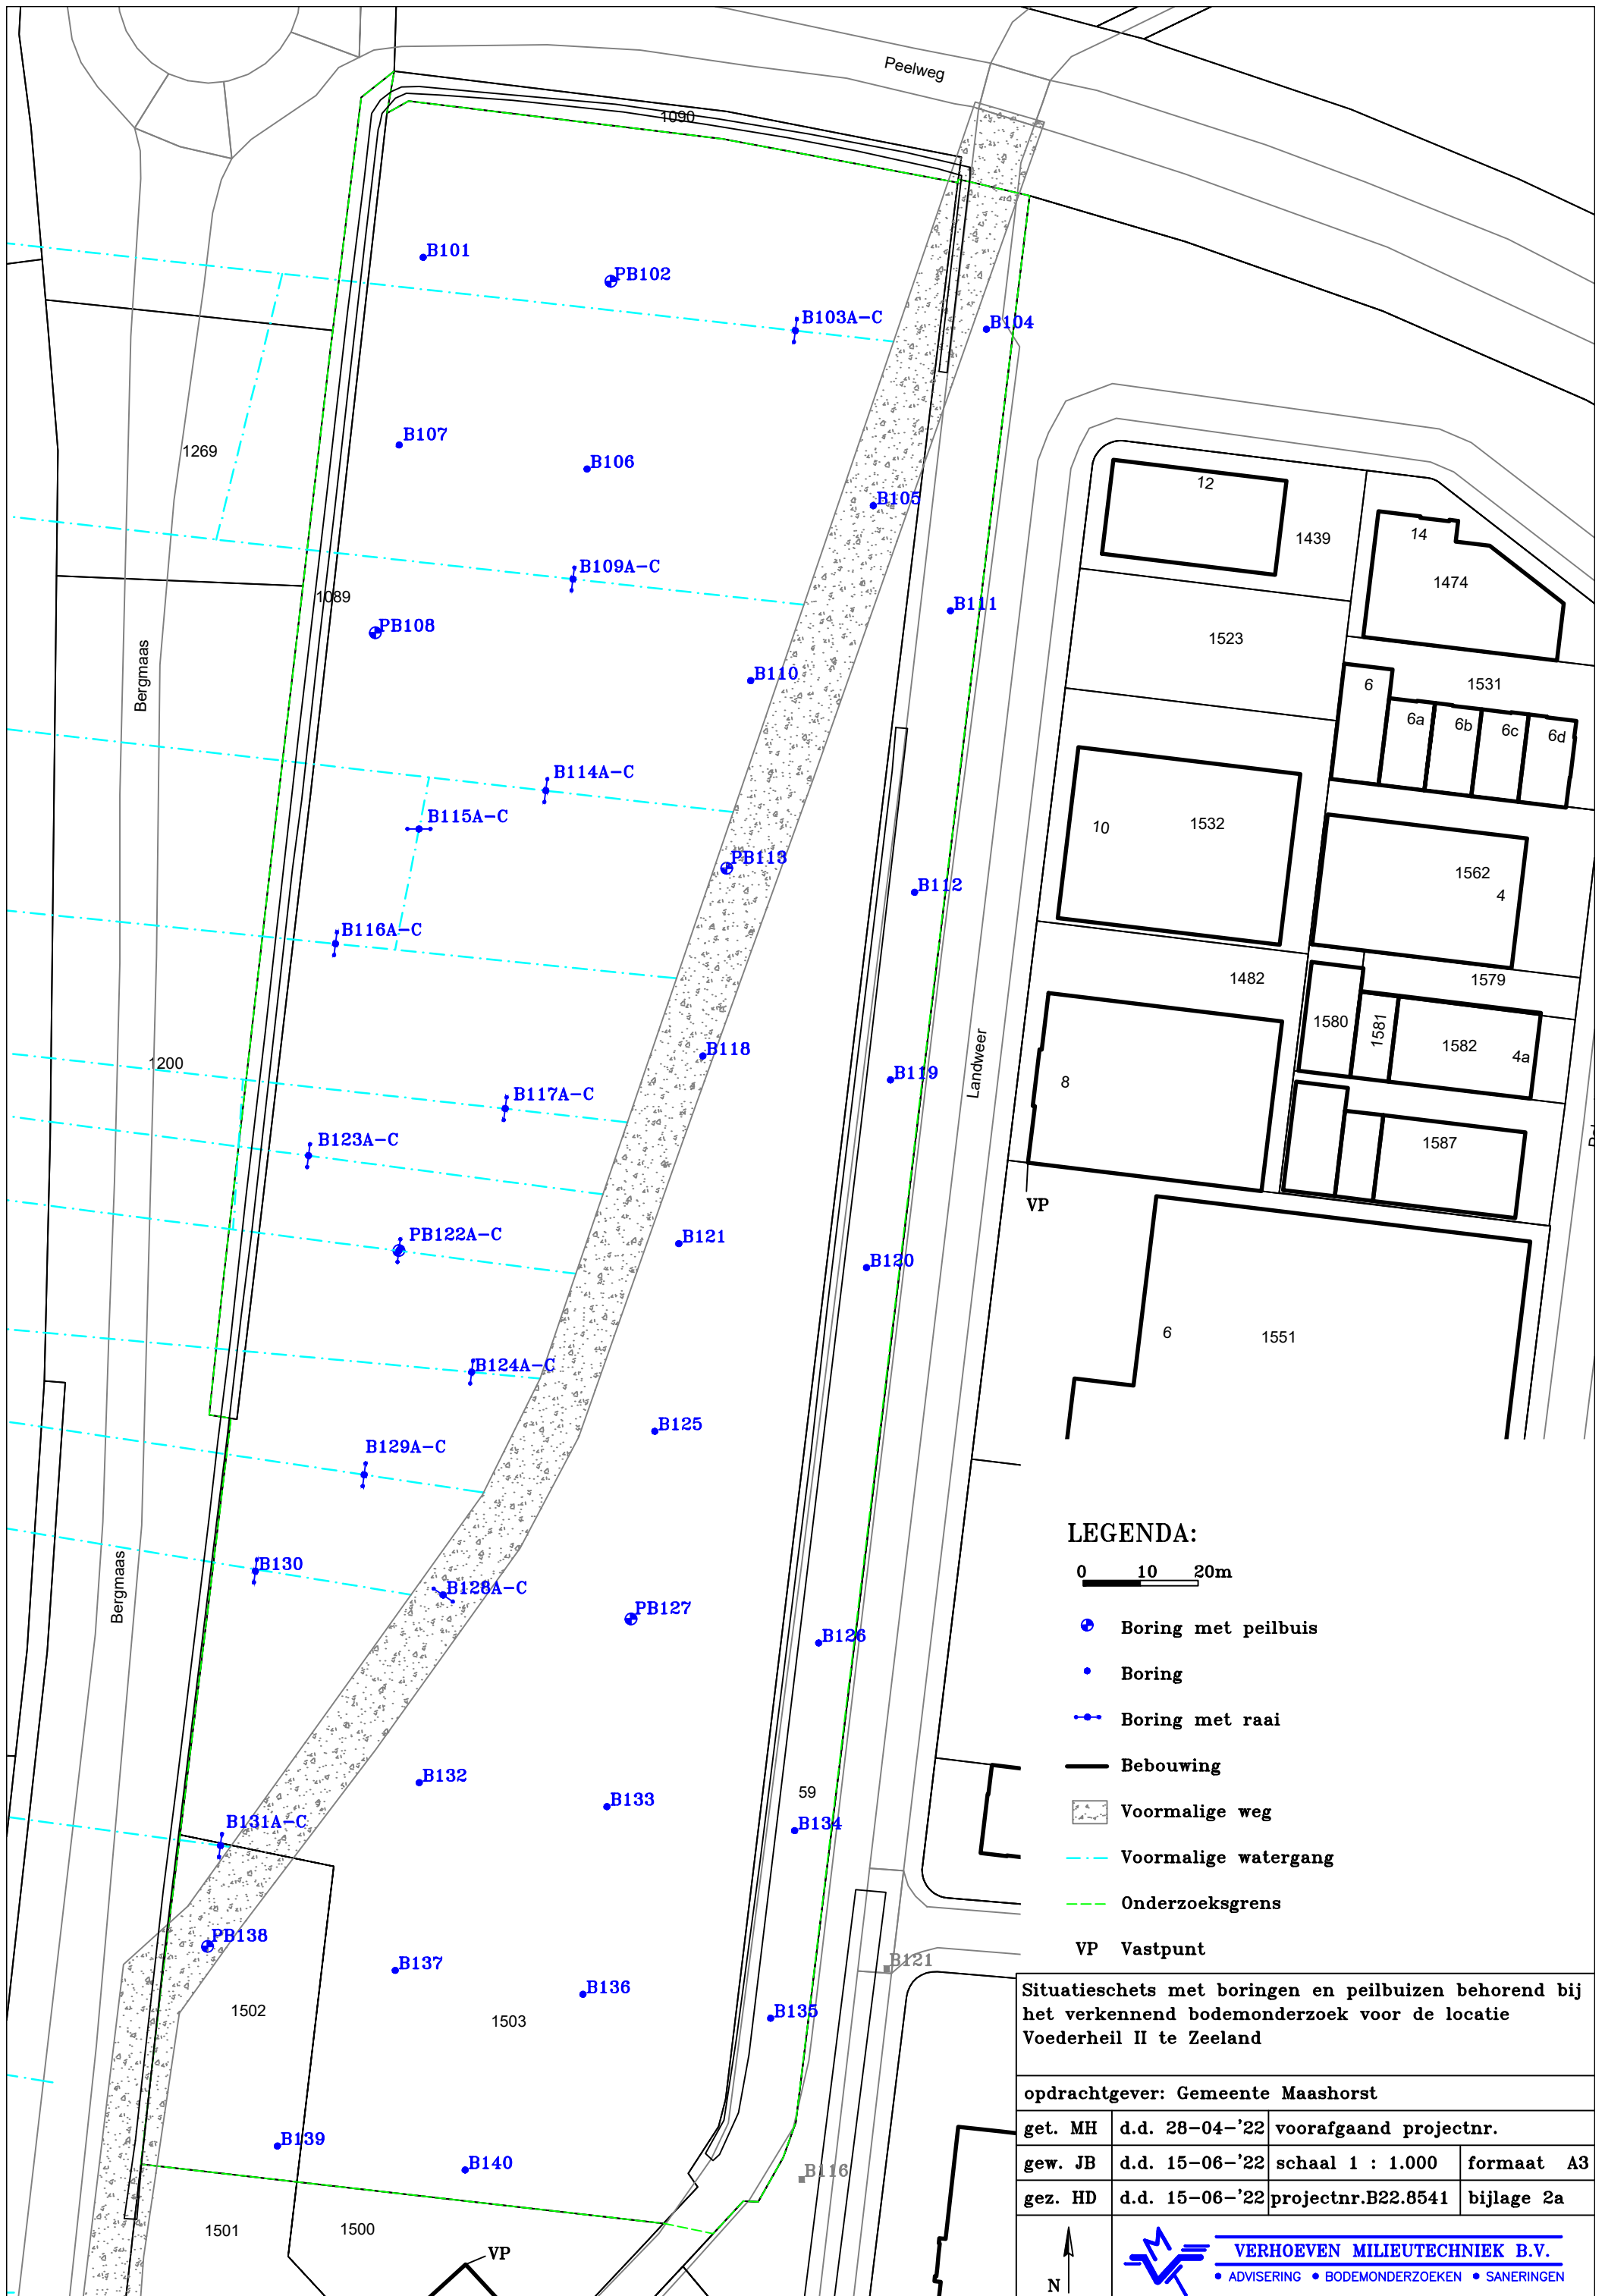 Peelweg
1090
B101
PB102
B103A-C
B104
B107
B106
B105
1269
12
1439
14
1474
B109A-C
1089
B111
PB108
1523
Bergmaas
B110
6
1531
6a
6b
6c
6d
B114A-C
B115A-C
10
1532
PB113
1562
4
B112
B116A-C
1482
1579
1580
1581
1582
4a
B118
Landweer
1200
B119
8
B117A-C
B123A-C
1587
VP
PB122A-C
B121
B120
6
1551
B124A-C
B125
B129A-C
Bergmaas
B130
B128A-C
PB127
B126
B132
B133
59
B134
B131A-C
PB138
B137
B121
1502
B136
1503
B135
B139
B140
B116
1501
1500
VP
LEGENDA:
0 10 20m
Boring met peilbuis
Boring
Boring met raai
Bebouwing
Voormalige weg
Voormalige watergang
Onderzoeksgrens
VP Vastpunt
Situatieschets met boringen en peilbuizen behorend bij
het verkennend bodemonderzoek voor de locatie
Voederheil II te Zeeland
opdrachtgever: Gemeente Maashorst
get. MH d.d. 28-04-'22 voorafgaand projectnr.
gew. JB d.d. 15-06-'22 schaal 1 : 1.000 formaat A3
gez. HD d.d. 15-06-'22 projectnr.B22.8541 bijlage 2a
N
VERHOEVEN MILIEUTECHNIEK B.V.
• ADVISERING • BODEMONDERZOEKEN • SANERINGEN